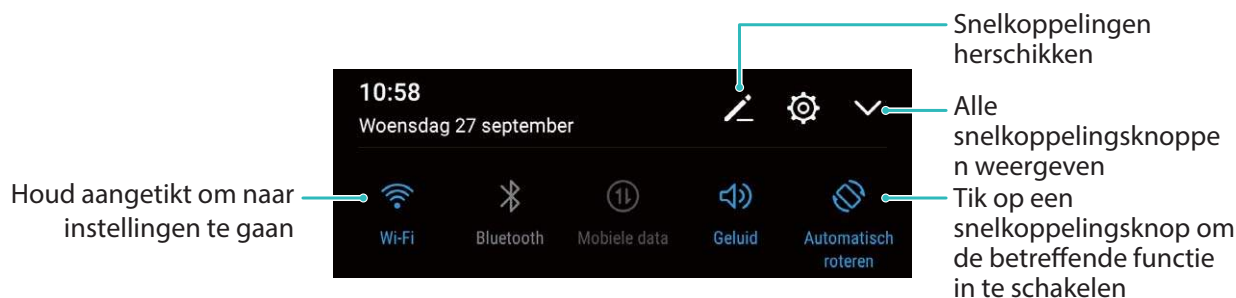 Snelkoppelingen
herschikken
10:58
Woensdag 27 september
Alle
snelkoppelingsknoppe
n weergeven
Houd aangetikt om naar
instellingen te gaan
Wi-Fi
Bluetooth
Mobiele data
Geluid
Automatisch
roteren
Tik op een
snelkoppelingsknop om
de betreffende functie
in te schakelen